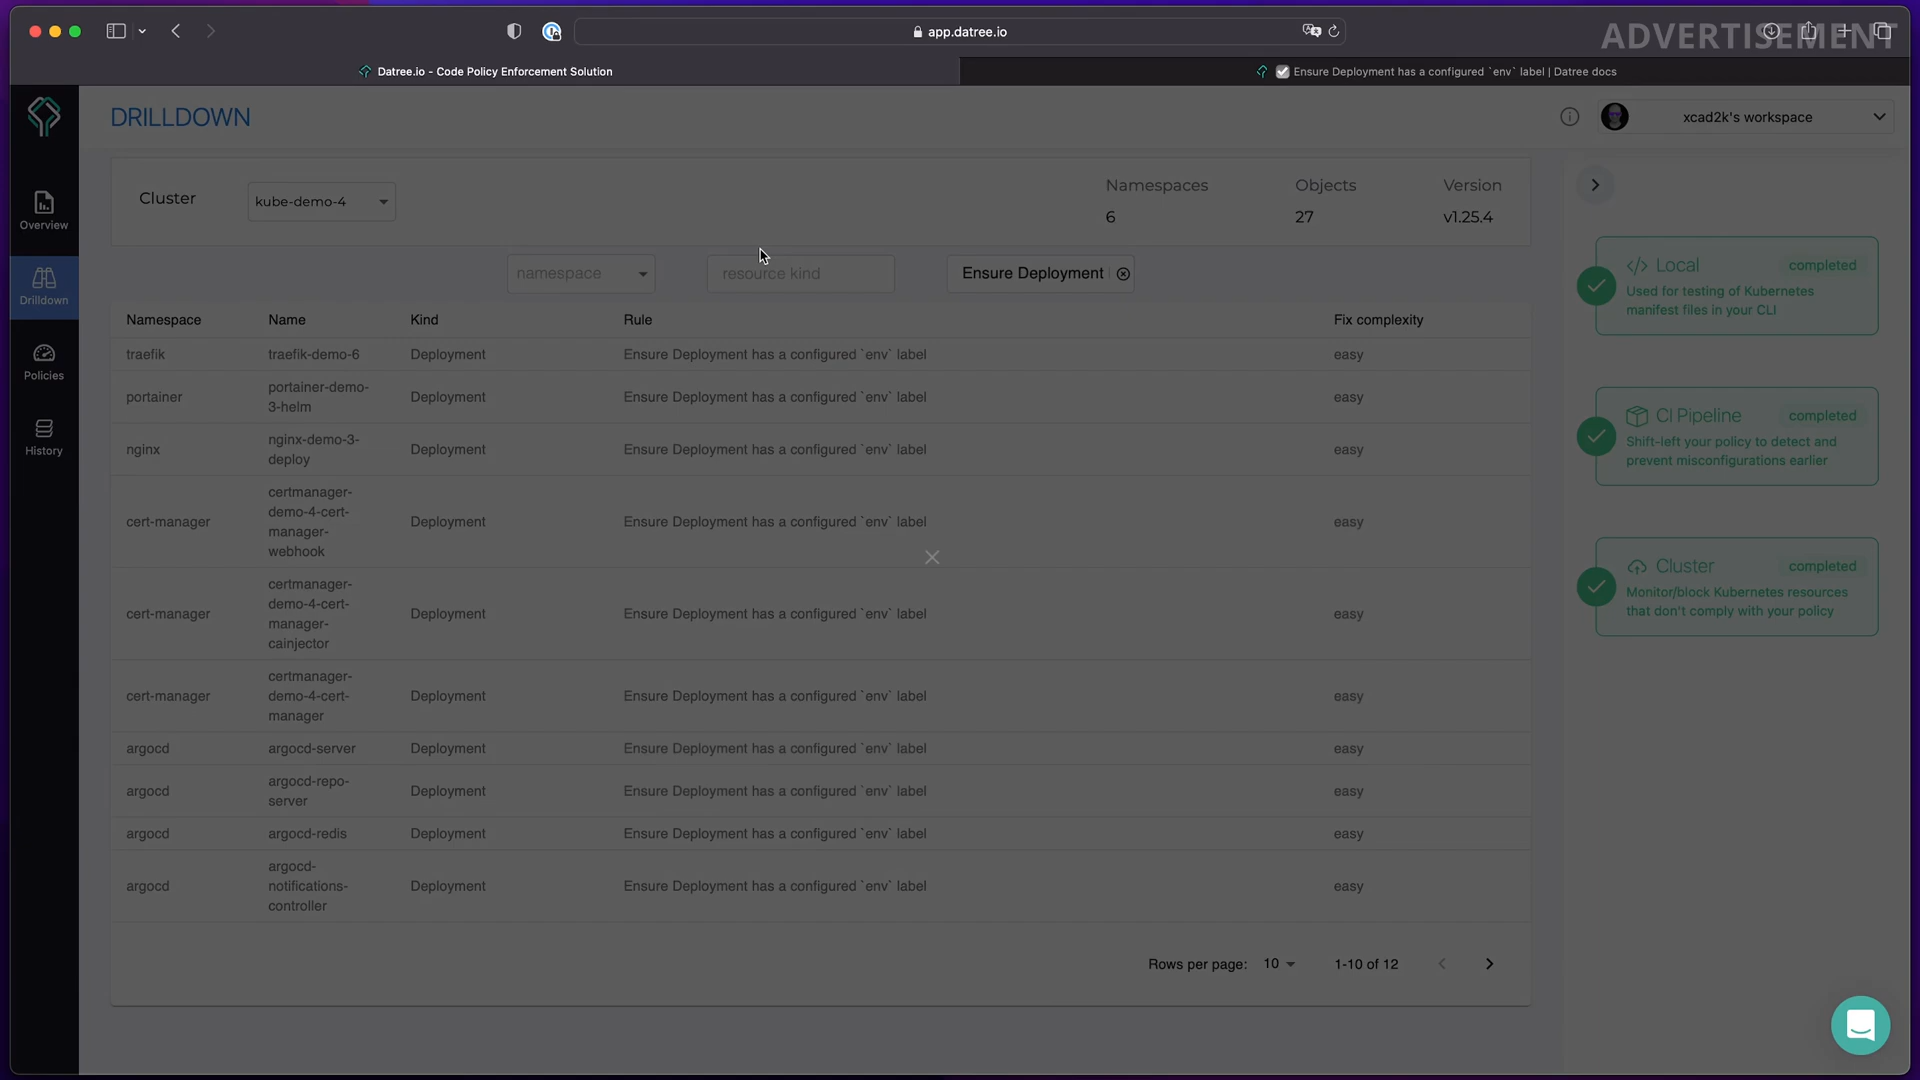 app.datree.io
ADVERTISEMENT
Datree.io - Code Policy Enforcement Solution
Ensure Deployment has a configured `env` label | Datree docs
DRILLDOWN
xcad2k's workspace
Overview
Drilldown
Policies
History
Cluster
kube-demo-4
Namespaces
Objects
Version
6
27
v1.25.4
namespace
resource kind
Ensure Deployment
Namespace Name Kind Rule Fix complexity
traefik traefik-demo-6 Deployment Ensure Deployment has a configured `env` label easy
portainer portainer-demo-
3-helm Deployment Ensure Deployment has a configured `env` label easy
nginx nginx-demo-3-
deploy Deployment Ensure Deployment has a configured `env` label easy
cert-manager certmanager-
demo-4-cert-
manager-
webhook Deployment Ensure Deployment has a configured `env` label easy
cert-manager certmanager-
demo-4-cert-
manager-
cainjector Deployment Ensure Deployment has a configured `env` label easy
cert-manager certmanager-
demo-4-cert-
manager Deployment Ensure Deployment has a configured `env` label easy
argocd argocd-server Deployment Ensure Deployment has a configured `env` label easy
argocd argocd-repo-
server Deployment Ensure Deployment has a configured `env` label easy
argocd argocd-redis Deployment Ensure Deployment has a configured `env` label easy
argocd argocd-
notifications-
controller Deployment Ensure Deployment has a configured `env` label easy
Rows per page: 10 1-10 of 12
Local completed
Used for testing of Kubernetes
manifest files in your CLI
CI Pipeline completed
Shift-left your policy to detect and
prevent misconfigurations earlier
Cluster completed
Monitor/block Kubernetes resources
that don't comply with your policy